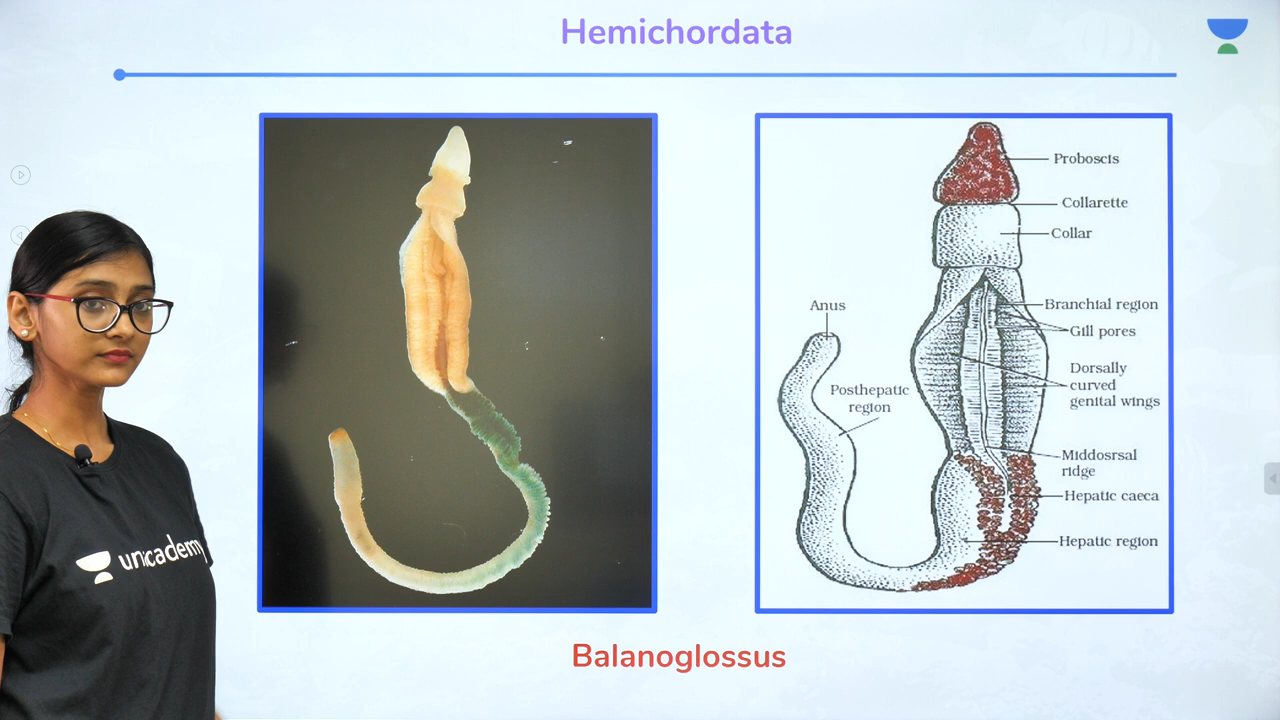 Hemichordata
Proboscis
Collarette
Collar
Anus
Branchial region
Gill pores
Dorsally
curved
genital wings
Posthepatic
region
Middosrsal
ridge
Hepatic caeca
Hepatic region
unacademy
Balanoglossus